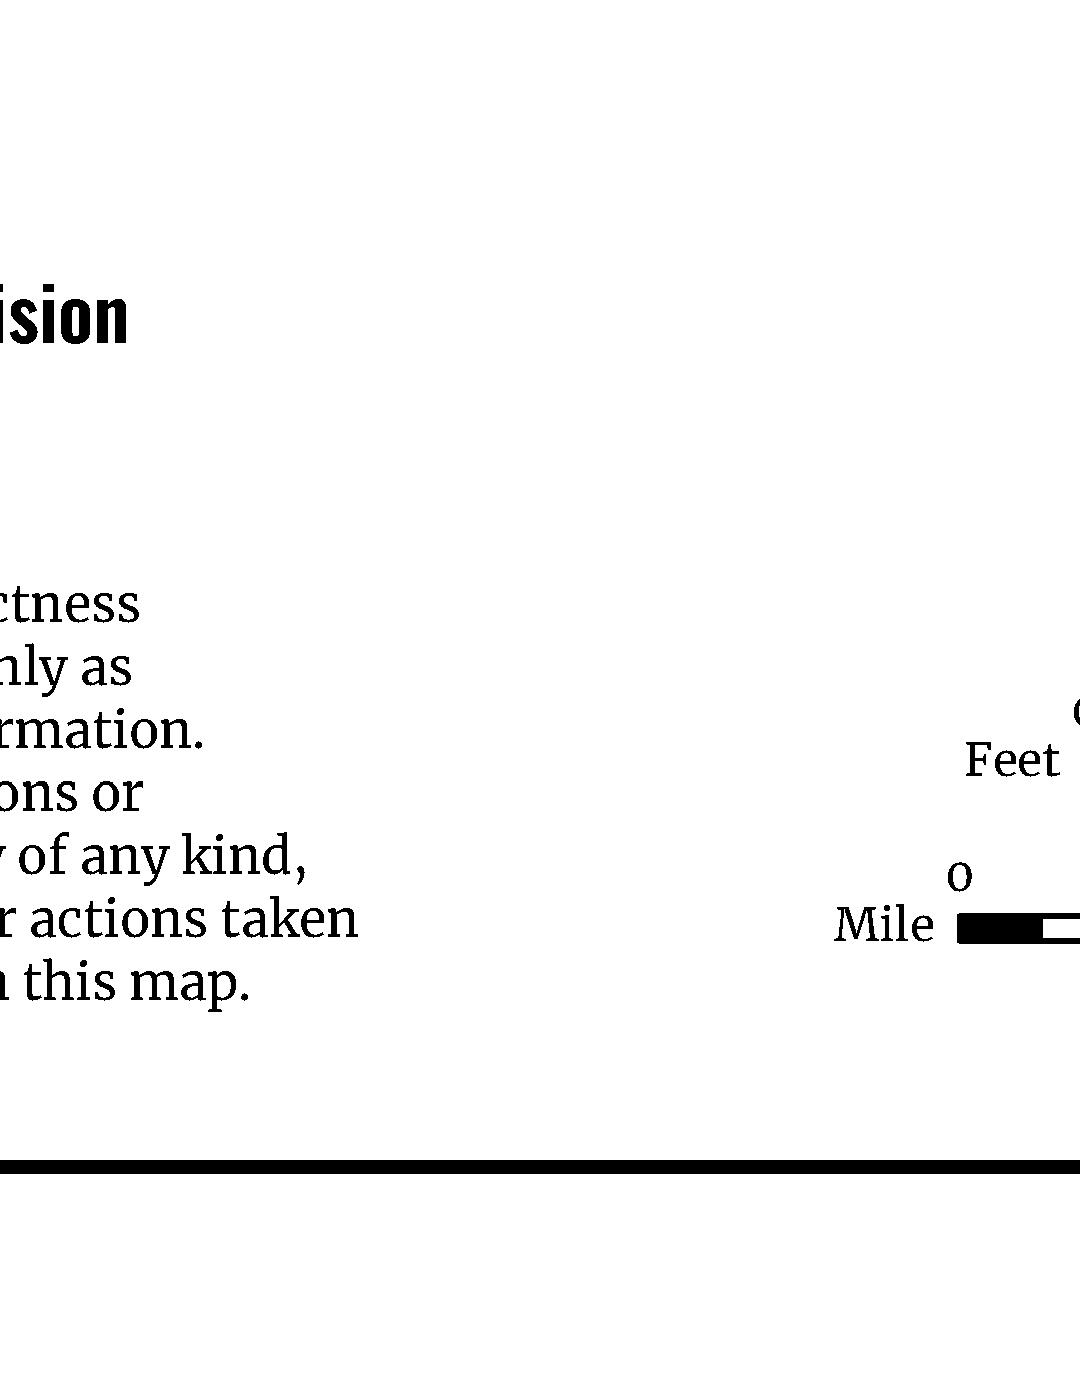 ision
ctness
nly as
rmation.
ons or
of any kind,
r actions taken
this map.
Feet
0
Mile